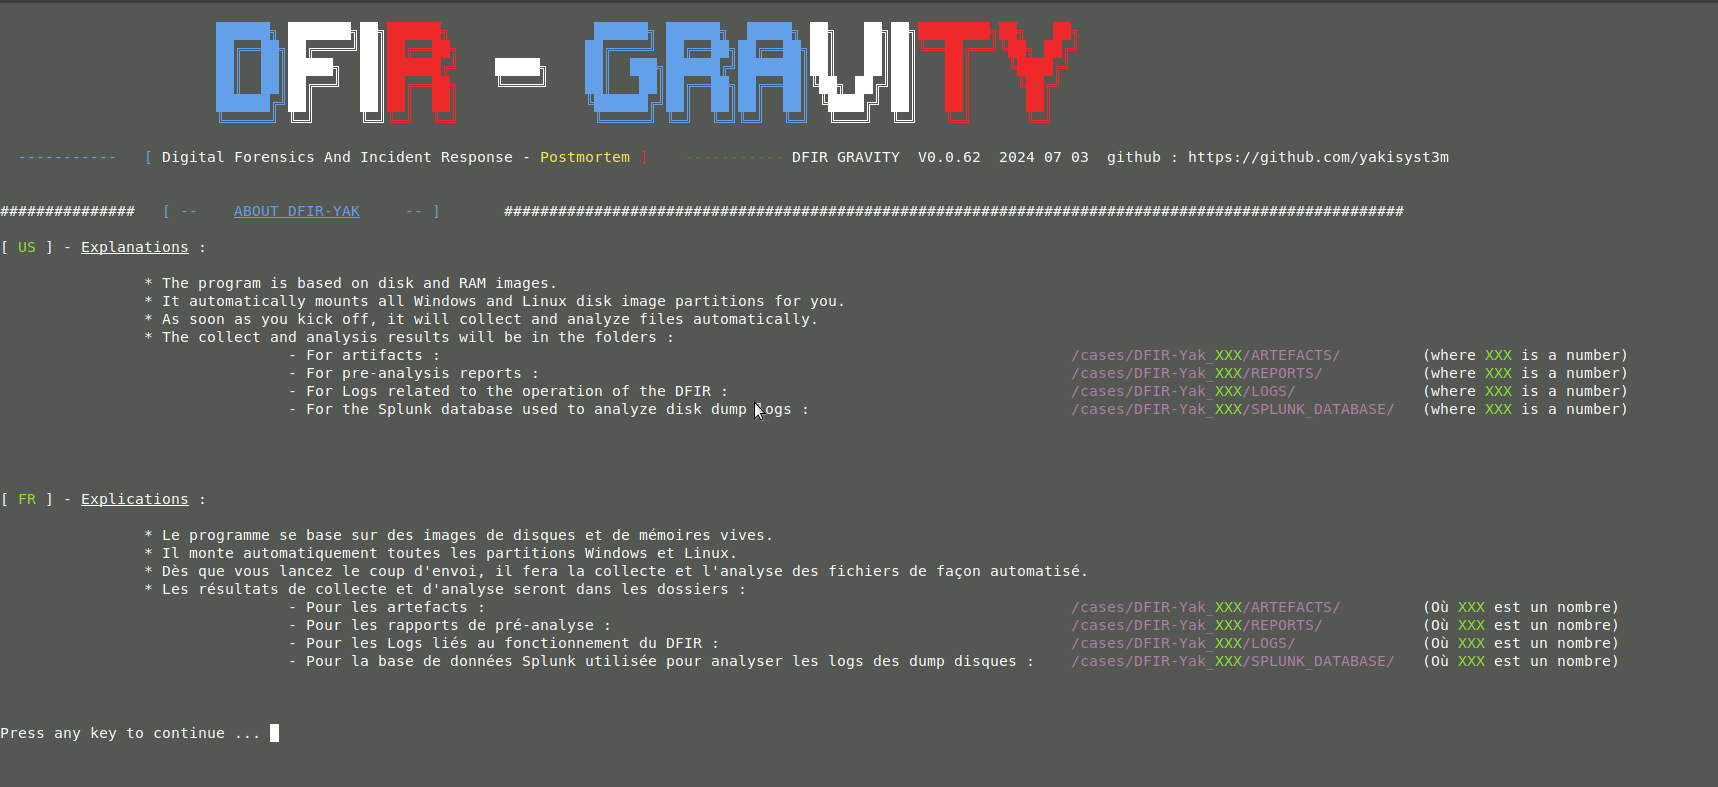 DFIR - GRAVITY
----------- [ Digital Forensics And Incident Response - Postmortem ] ----------- DFIR GRAVITY V0.0.62 2024 07 03 github : https://github.com/yakisyst3m
############### [ -- ABOUT DFIR-YAK -- ] ####################################################################################################
[ US ] - Explanations :
* The program is based on disk and RAM images.
* It automatically mounts all Windows and Linux disk image partitions for you.
* As soon as you kick off, it will collect and analyze files automatically.
* The collect and analysis results will be in the folders :
- For artifacts : /cases/DFIR-Yak_XXX/ARTEFACTS/ (where XXX is a number)
- For pre-analysis reports : /cases/DFIR-Yak_XXX/REPORTS/ (where XXX is a number)
- For Logs related to the operation of the DFIR : /cases/DFIR-Yak_XXX/LOGS/ (where XXX is a number)
- For the Splunk database used to analyze disk dump Logs : /cases/DFIR-Yak_XXX/SPLUNK_DATABASE/ (where XXX is a number)
[ FR ] - Explications :
* Le programme se base sur des images de disques et de mémoires vives.
* Il monte automatiquement toutes les partitions Windows et Linux.
* Dès que vous lancez le coup d'envoi, il fera la collecte et l'analyse des fichiers de façon automatisé.
* Les résultats de collecte et d'analyse seront dans les dossiers :
- Pour les artefacts : /cases/DFIR-Yak_XXX/ARTEFACTS/ (Où XXX est un nombre)
- Pour les rapports de pré-analyse : /cases/DFIR-Yak_XXX/REPORTS/ (Où XXX est un nombre)
- Pour les Logs liés au fonctionnement du DFIR : /cases/DFIR-Yak_XXX/LOGS/ (Où XXX est un nombre)
- Pour la base de données Splunk utilisée pour analyser les logs des dump disques : /cases/DFIR-Yak_XXX/SPLUNK_DATABASE/ (Où XXX est un nombre)
Press any key to continue ...